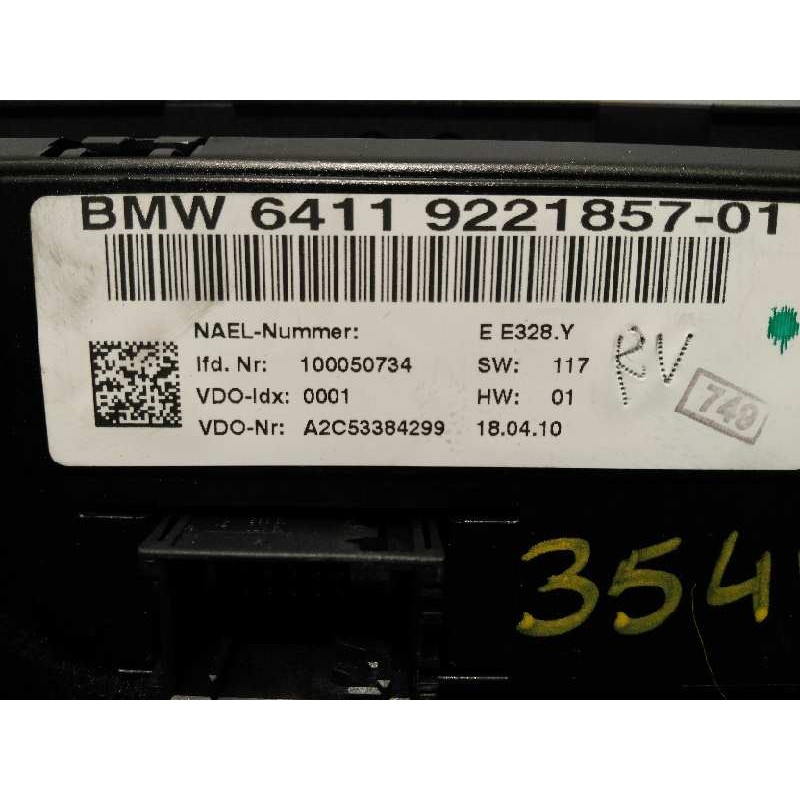 BMW 6411 9221857-01
NAEL-Nummer: E E328.Y
lfd. Nr: 100050734 SW: 117
VDO-Idx: 0001 HW: 01
VDO-Nr: A2C53384299 18.04.10
RV
749
354